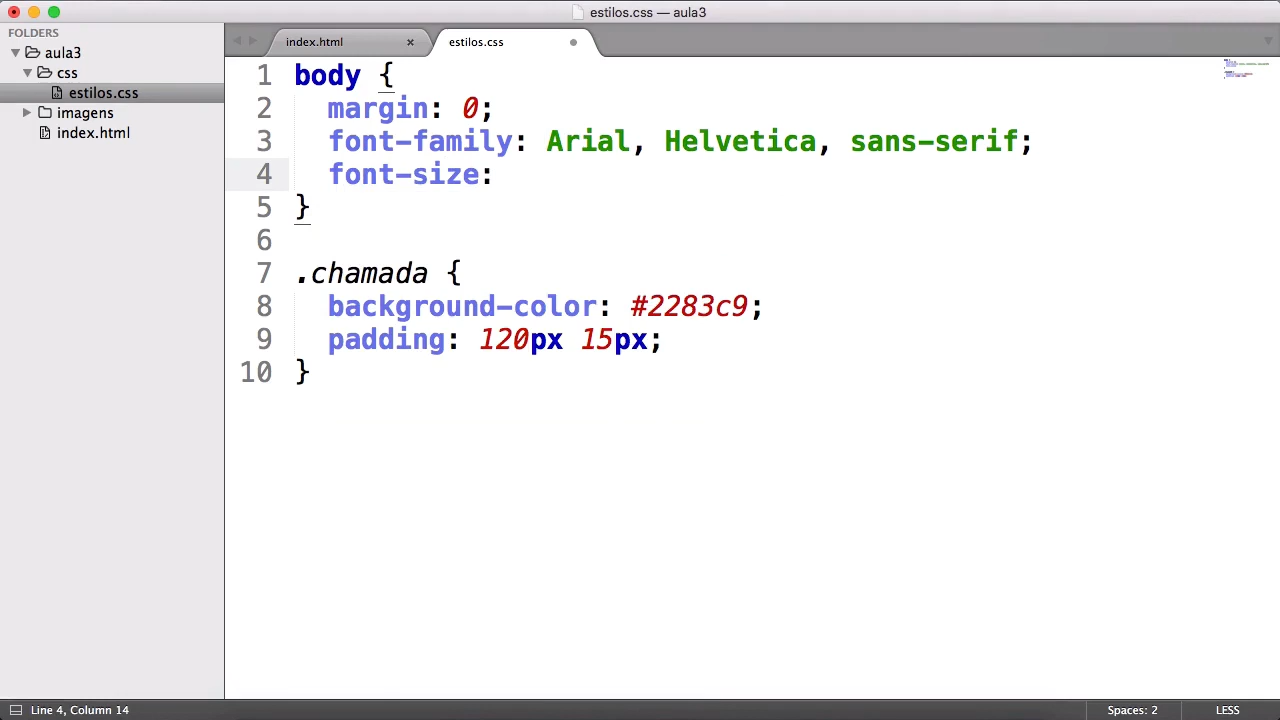 estilos.css — aula3
FOLDERS
aula3
css
estilos.css
imagens
index.html
index.html ×
estilos.css
1 body {
2 margin: 0;
3 font-family: Arial, Helvetica, sans-serif;
4 font-size:
5 }
6
7 .chamada {
8 background-color: #2283c9;
9 padding: 120px 15px;
10 }
Line 4, Column 14
Spaces: 2
LESS